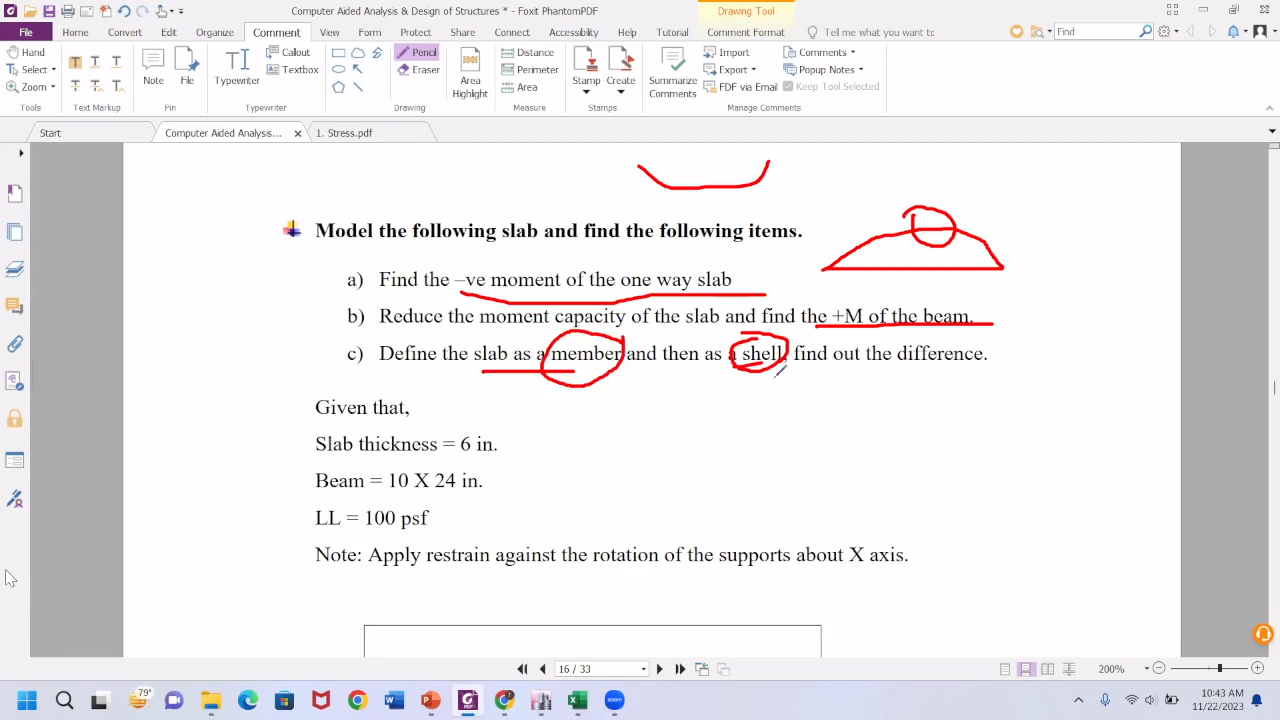 Computer Aided Analysis & Design of Structures * - Foxit PhantomPDF
Drawing Tool
File Home Comment Edit Organize Convert View Form Protect Share Connect Accessibility Help Tutorial Comment Format Tell me what you want Find
Hand
Select
Zoom
Tools
Text Markup
Note
File
Pin
Typewriter
Callout
Textbox
Typewriter
Pencil
Eraser
Drawing
Area
Highlight
Distance
Perimeter
Area
Measure
Stamp
Create
Stamps
Summarize
Comments
Import
Export
FDF via Email
Comments
Popup Notes
Keep Tool Selected
Manage Comments
Start
Computer Aided Analysis...
1. Stress.pdf
Model the following slab and find the following items.
a) Find the –ve moment of the one way slab
b) Reduce the moment capacity of the slab and find the +M of the beam.
c) Define the slab as a member and then as a shell, find out the difference.
Given that,
Slab thickness = 6 in.
Beam = 10 X 24 in.
LL = 100 psf
Note: Apply restrain against the rotation of the supports about X axis.
16 / 33
200%
79°
zoom
10:43 AM
11/22/2023